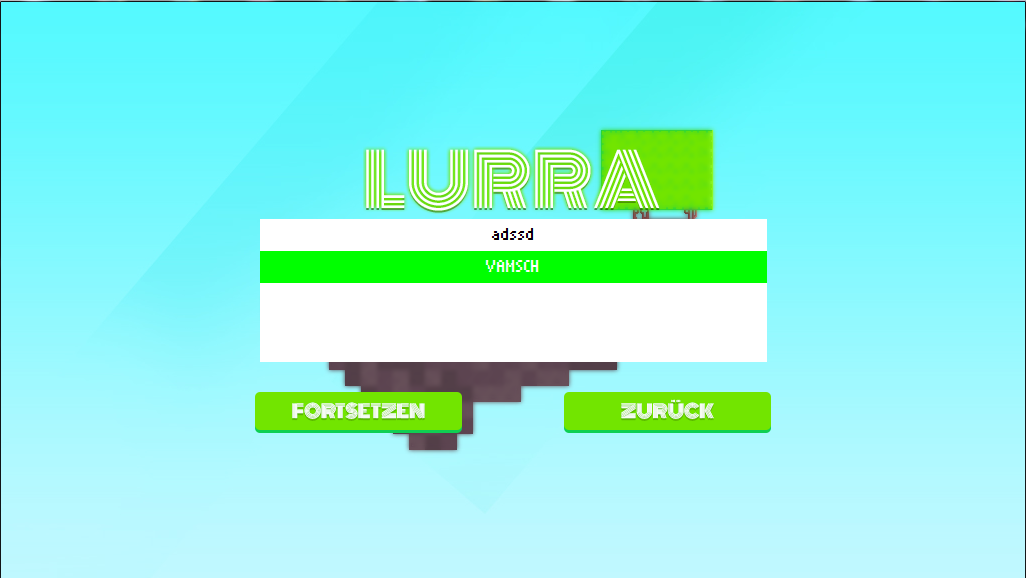 LURRA
adssd
VAMSCH
FORTSETZEN
ZURÜCK